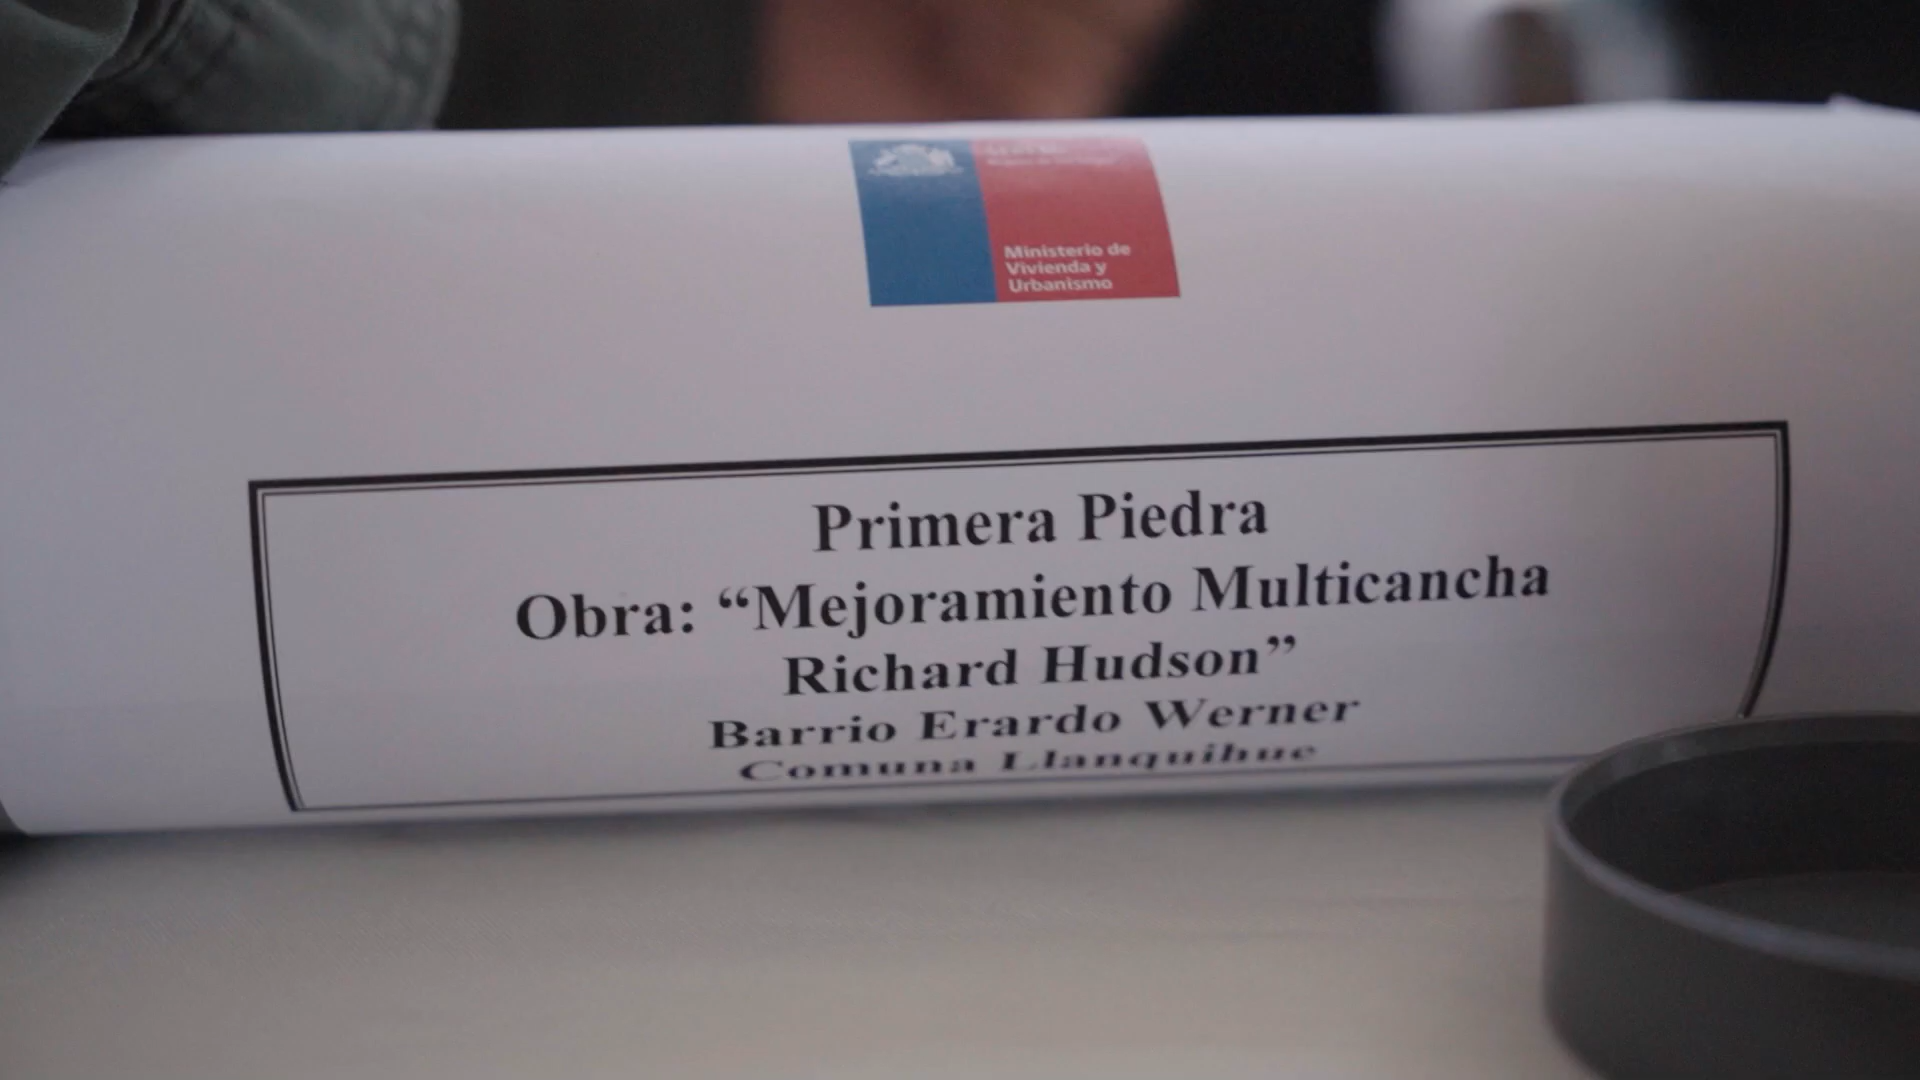 Ministerio de
Vivienda y
Urbanismo
Primera Piedra
Obra: “Mejoramiento Multicancha
Richard Hudson”
Barrio Erardo Werner
Comuna Llanquihue